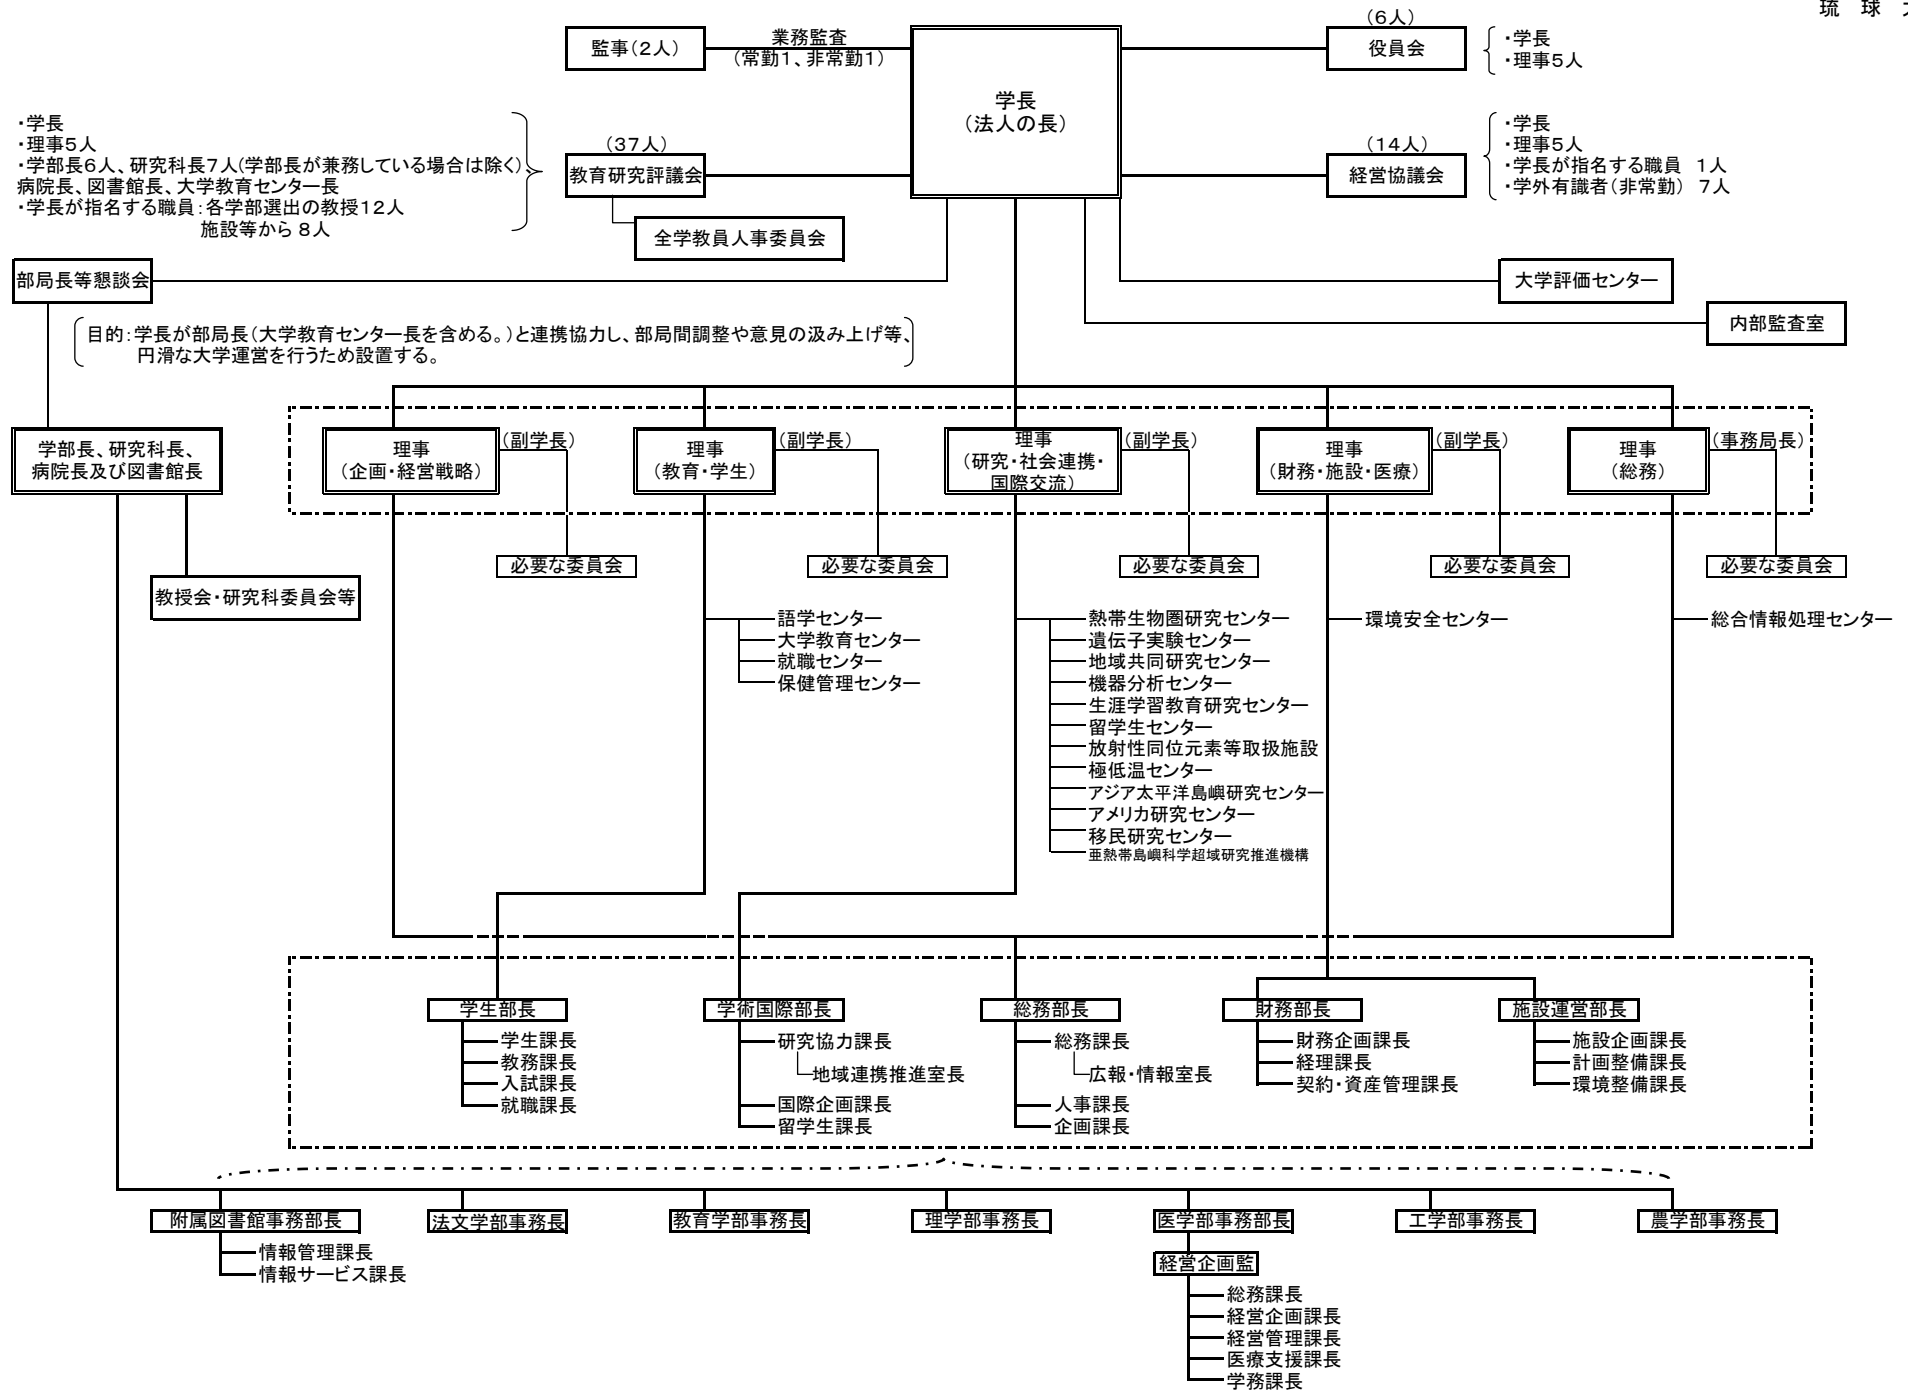 琉 球
(6人)
監事(2人)
業務監査
(常勤1、非常勤1)
役員会
・学長
・理事5人
学長
(法人の長)
・学長
・理事5人
・学部長6人、研究科長7人(学部長が兼務している場合は除く)、
病院長、図書館長、大学教育センター長
・学長が指名する職員:各学部選出の教授12人
施設等から 8人
(37人)
教育研究評議会
全学教員人事委員会
(14人)
経営協議会
・学長
・理事5人
・学長が指名する職員 1人
・学外有識者(非常勤) 7人
部局長等懇談会
大学評価センター
内部監査室
目的:学長が部局長(大学教育センター長を含める。)と連携協力し、部局間調整や意見の汲み上げ等、
円滑な大学運営を行うため設置する。
学部長、研究科長、
病院長及び図書館長
理事
(企画・経営戦略)
(副学長)
理事
(教育・学生)
(副学長)
理事
(研究・社会連携・
国際交流)
(副学長)
理事
(財務・施設・医療)
(副学長)
理事
(総務)
(事務局長)
必要な委員会
必要な委員会
必要な委員会
必要な委員会
必要な委員会
教授会・研究科委員会等
語学センター
大学教育センター
就職センター
保健管理センター
熱帯生物圏研究センター
遺伝子実験センター
地域共同研究センター
機器分析センター
生涯学習教育研究センター
留学生センター
放射性同位元素等取扱施設
極低温センター
アジア太平洋島嶼研究センター
アメリカ研究センター
移民研究センター
亜熱帯島嶼科学超域研究推進機構
環境安全センター
総合情報処理センター
学生部長
学生課長
教務課長
入試課長
就職課長
学術国際部長
研究協力課長
地域連携推進室長
国際企画課長
留学生課長
総務部長
総務課長
広報・情報室長
人事課長
企画課長
財務部長
財務企画課長
経理課長
契約・資産管理課長
施設運営部長
施設企画課長
計画整備課長
環境整備課長
附属図書館事務部長
情報管理課長
情報サービス課長
法文学部事務長
教育学部事務長
理学部事務長
医学部事務部長
経営企画監
総務課長
経営企画課長
経営管理課長
医療支援課長
学務課長
工学部事務長
農学部事務長